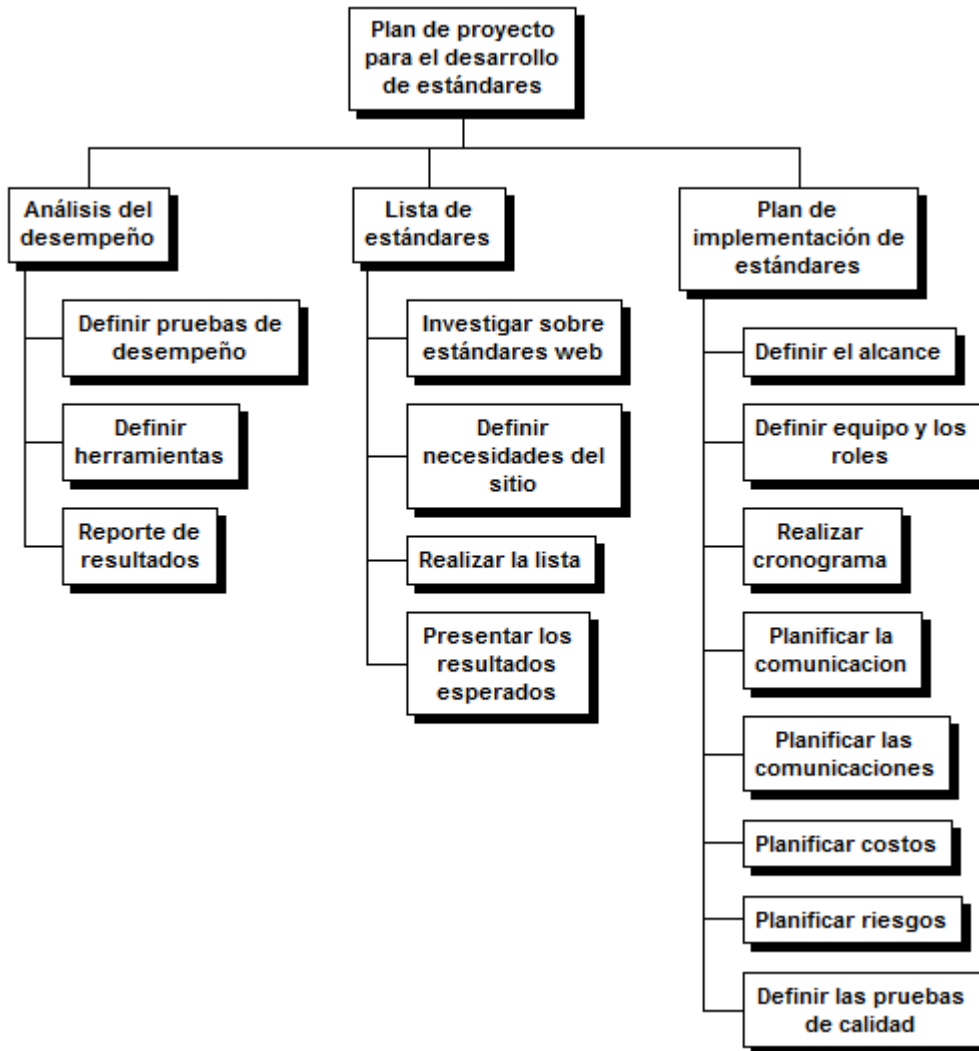 Plan de proyecto
para el desarrollo
de estándares
Análisis del
desempeño
Definir pruebas de
desempeño
Definir
herramientas
Reporte de
resultados
Lista de
estándares
Investigar sobre
estándares web
Definir
necesidades del
sitio
Realizar la lista
Presentar los
resultados
esperados
Plan de
implementación de
estándares
Definir el alcance
Definir equipo y los
roles
Realizar
cronograma
Planificar la
comunicacion
Planificar las
comunicaciones
Planificar costos
Planificar riesgos
Definir las pruebas
de calidad